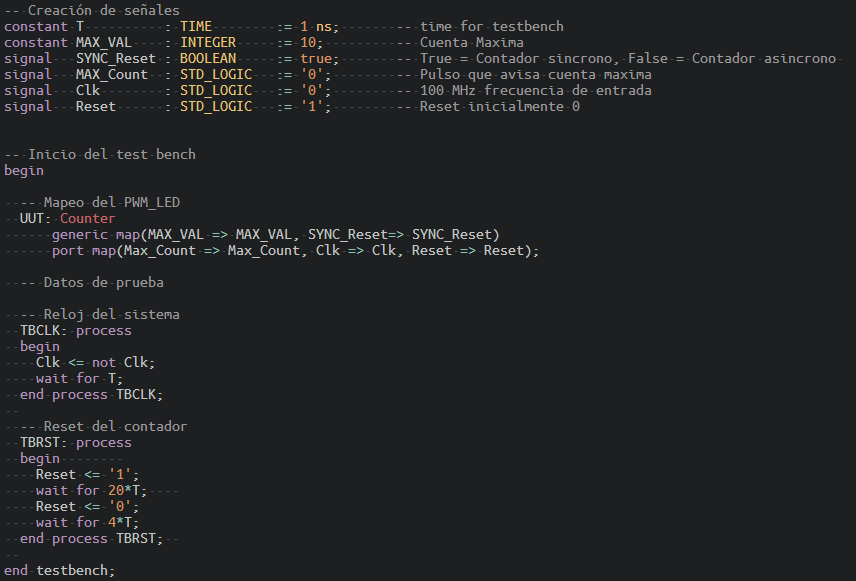 -- Creación de señales
constant T          : TIME        := 1 ns;       -- time for testbench
constant MAX_VAL    : INTEGER     := 10;         -- Cuenta Maxima
signal   SYNC_Reset : BOOLEAN     := true;       -- True = Contador sincrono, False = Contador asincrono
signal   MAX_Count  : STD_LOGIC   := '0';        -- Pulso que avisa cuenta maxima
signal   Clk        : STD_LOGIC   := '0';        -- 100 MHz frecuencia de entrada
signal   Reset      : STD_LOGIC   := '1';        -- Reset inicialmente 0
-- Inicio del test bench
begin
  -- Mapeo del PWM_LED
  UUT: Counter
      generic map(MAX_VAL => MAX_VAL, SYNC_Reset=> SYNC_Reset)
      port map(Max_Count => Max_Count, Clk => Clk, Reset => Reset);
  -- Datos de prueba
  -- Reloj del sistema
  TBCLK: process
  begin
    Clk <= not Clk;
    wait for T;
  end process TBCLK;
  -- Reset del contador
  TBRST: process
  begin
    Reset <= '1';
    wait for 20*T;
    Reset <= '0';
    wait for 4*T;
  end process TBRST;
end testbench;